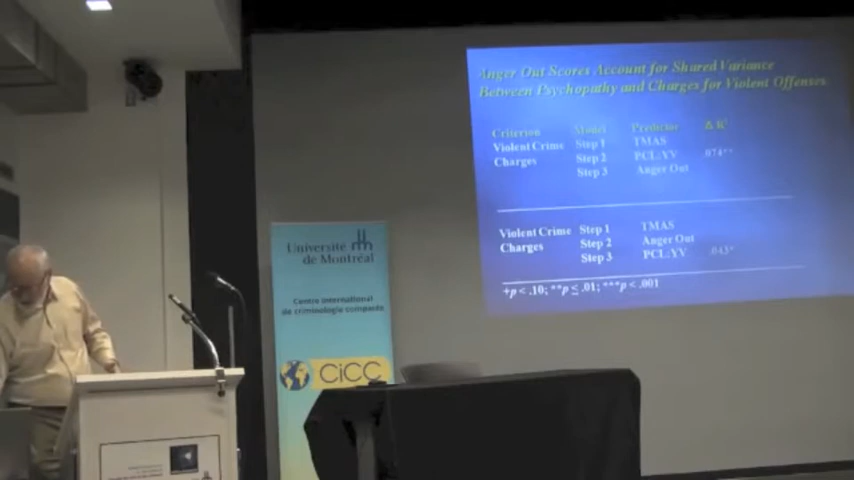 Anger Out Scores Account for Shared Variance
Between Psychopathy and Charges for Violent Offenses
Criterion Model Predictor Δ R²
Violent Crime Step 1 TMAS
Charges Step 2 PCL:YV .074**
Step 3 Anger Out
Violent Crime Step 1 TMAS
Charges Step 2 Anger Out
Step 3 PCL:YV .043*
+p < .10; **p ≤ .01; ***p < .001
Université
de Montréal
Centre international
de criminologie comparée
CiCC